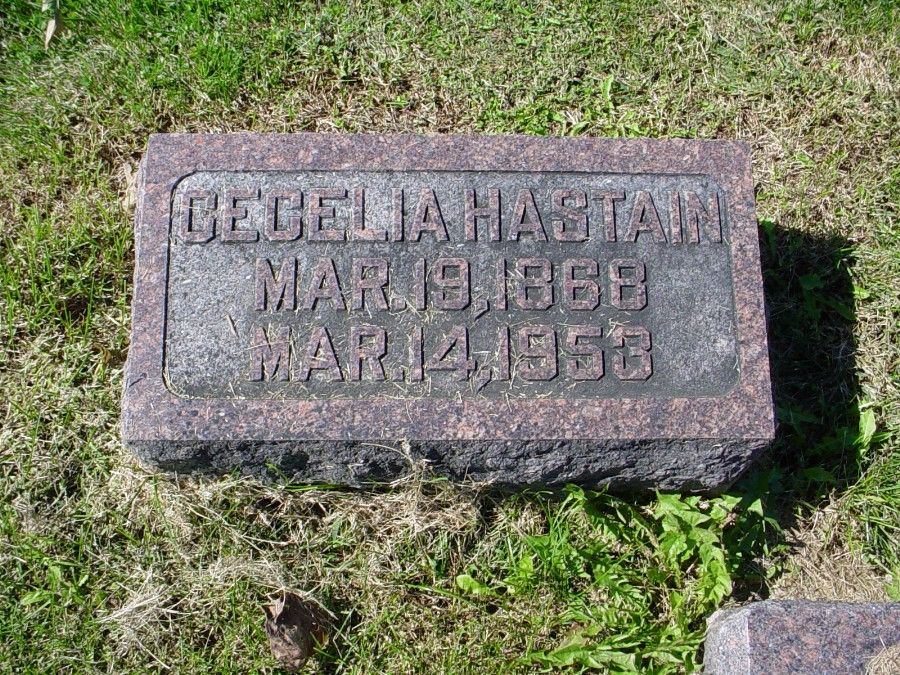 CECELIA HASTAIN
MAR. 19, 1868
MAR. 14, 1953